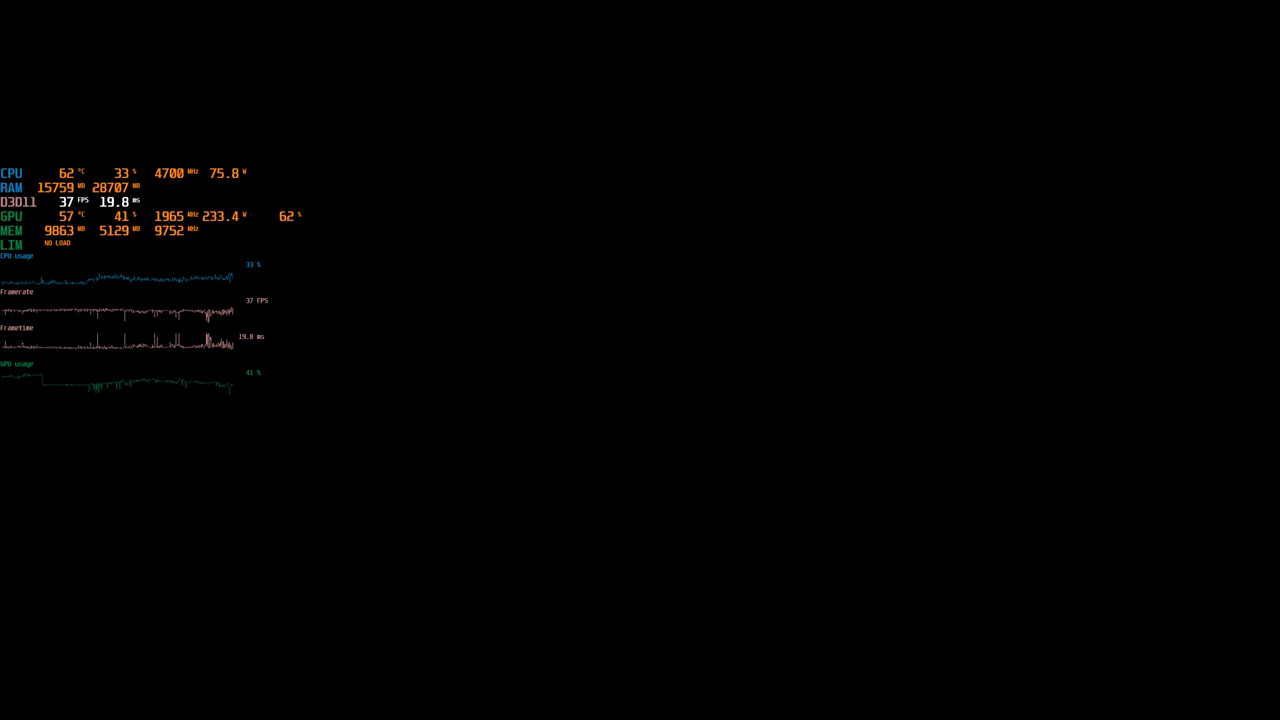 CPU 62 °C 33 % 4700 MHz 75.8 W
RAM 15759 MB 28707 MB
D3D11 37 FPS 19.8 ms
GPU 57 °C 41 % 1965 MHz 233.4 W 62 %
MEM 9863 MB 5129 MB 9752 MHz
LIM NO LOAD
CPU usage
33 %
Framerate
37 FPS
Frametime
19.8 ms
GPU usage
41 %